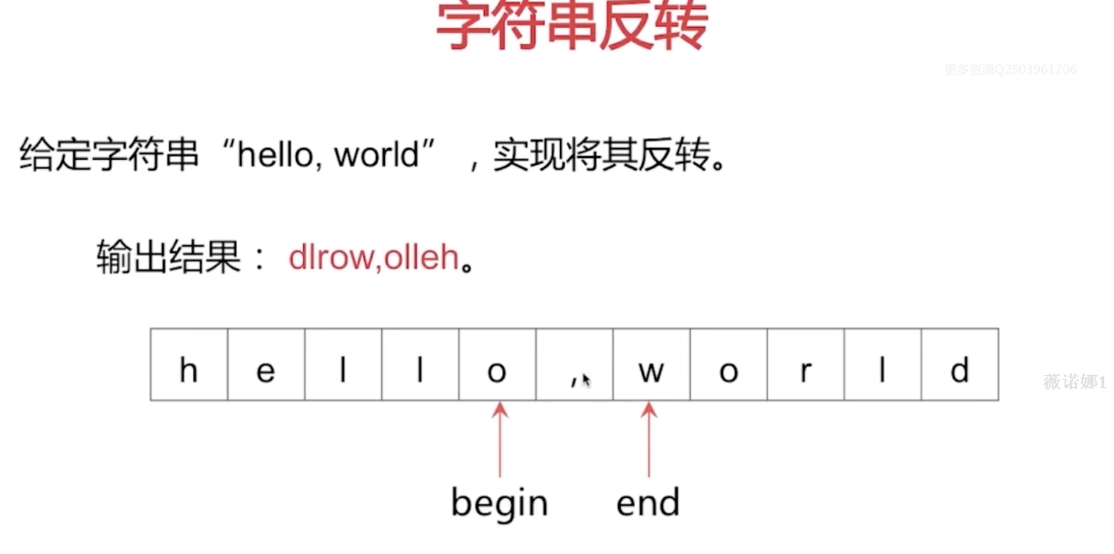 字符串反转
更多资源Q2503961206
给定字符串“hello, world”，实现将其反转。
输出结果：dlrow,olleh。
h e l l o , w o r l d
薇诺娜1
begin end